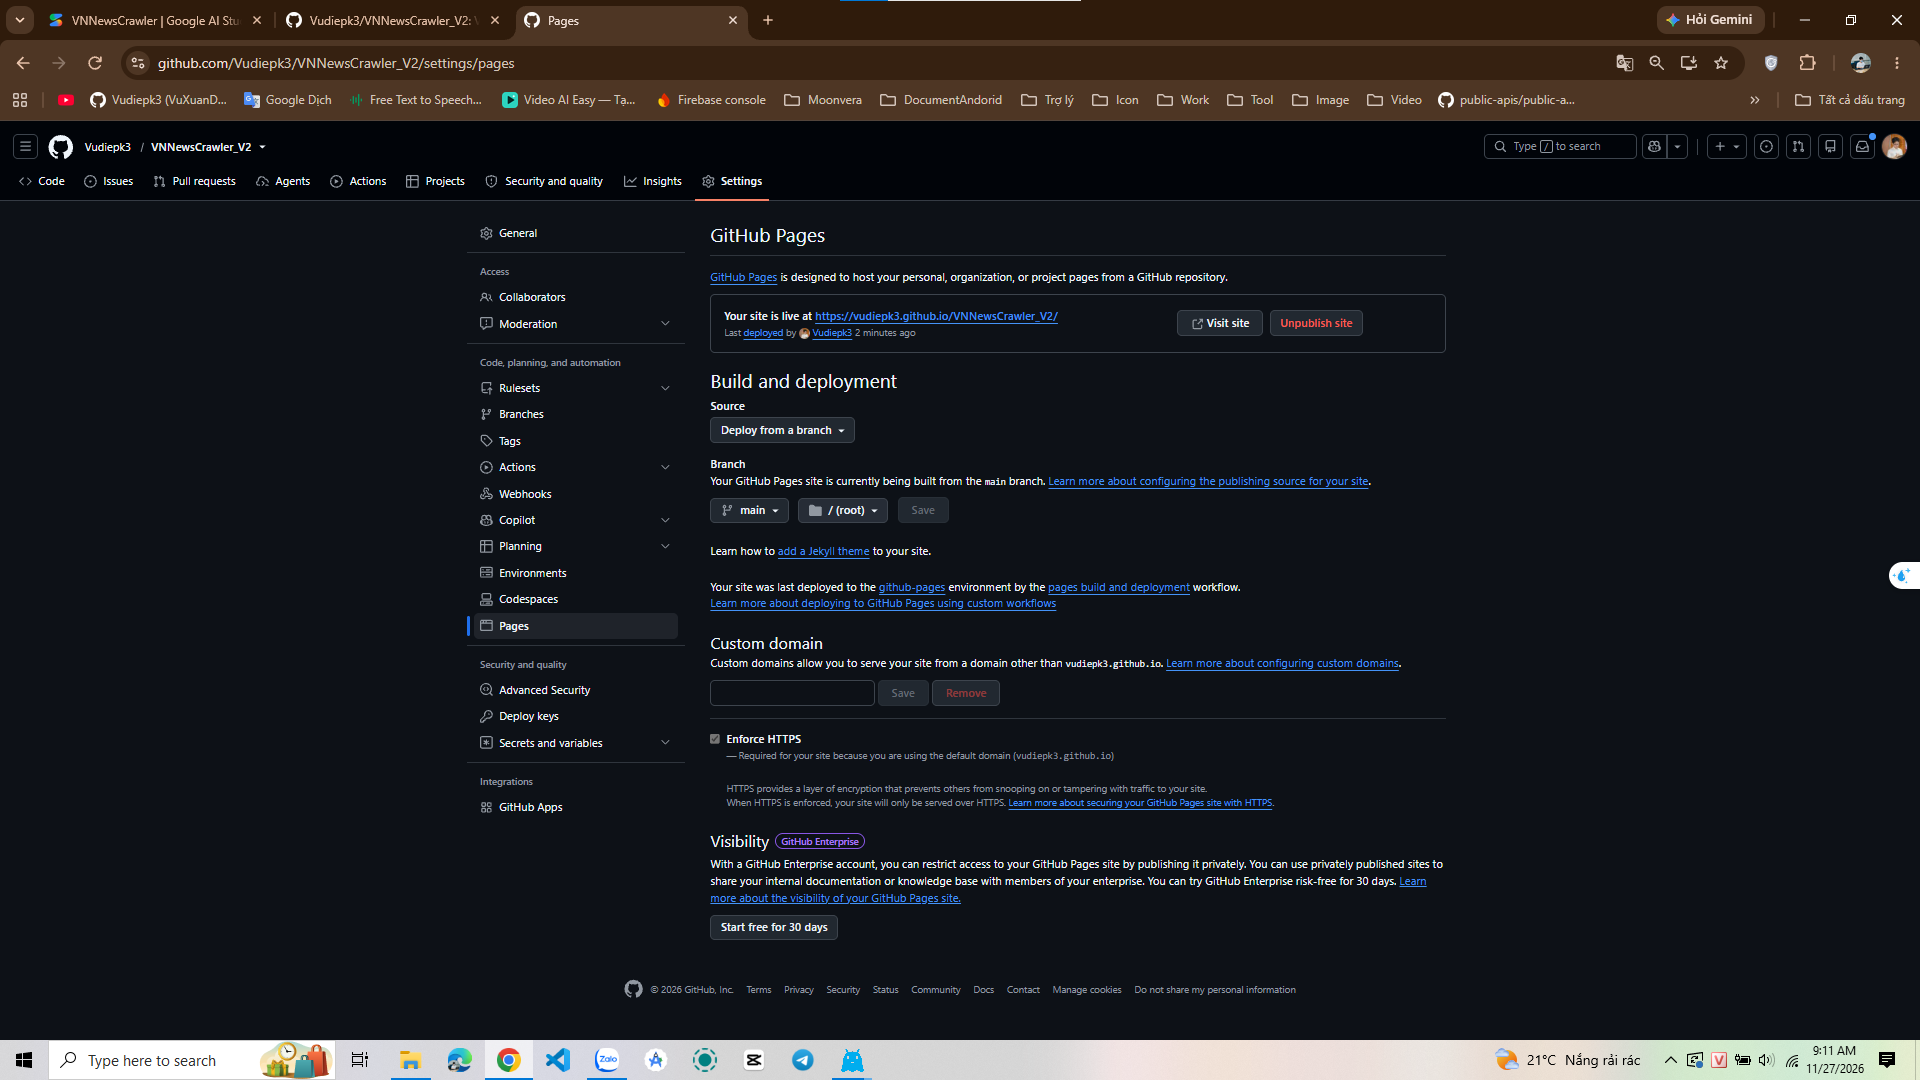 VNNewsCrawler | Google AI Stu
Vudiepk3/VNNewsCrawler_V2: V
Pages
Hỏi Gemini
github.com/Vudiepk3/VNNewsCrawler_V2/settings/pages
Vudiepk3 (VuXuanD...
Google Dịch
Free Text to Speech...
Video AI Easy — Tạ...
Firebase console
Moonvera
DocumentAndorid
Trợ lý
Icon
Work
Tool
Image
Video
public-apis/public-a...
Tất cả dấu trang
Vudiepk3 / VNNewsCrawler_V2
Type / to search
Code
Issues
Pull requests
Agents
Actions
Projects
Security and quality
Insights
Settings
General
Access
Collaborators
Moderation
Code, planning, and automation
Rulesets
Branches
Tags
Actions
Webhooks
Copilot
Planning
Environments
Codespaces
Pages
Security and quality
Advanced Security
Deploy keys
Secrets and variables
Integrations
GitHub Apps
GitHub Pages
GitHub Pages is designed to host your personal, organization, or project pages from a GitHub repository.
Your site is live at https://vudiepk3.github.io/VNNewsCrawler_V2/
Last deployed by Vudiepk3 2 minutes ago
Visit site
Unpublish site
Build and deployment
Source
Deploy from a branch
Branch
Your GitHub Pages site is currently being built from the main branch. Learn more about configuring the publishing source for your site.
main
/ (root)
Save
Learn how to add a Jekyll theme to your site.
Your site was last deployed to the github-pages environment by the pages build and deployment workflow.
Learn more about deploying to GitHub Pages using custom workflows
Custom domain
Custom domains allow you to serve your site from a domain other than vudiepk3.github.io. Learn more about configuring custom domains.
Save
Remove
Enforce HTTPS
— Required for your site because you are using the default domain (vudiepk3.github.io)
HTTPS provides a layer of encryption that prevents others from snooping on or tampering with traffic to your site.
When HTTPS is enforced, your site will only be served over HTTPS. Learn more about securing your GitHub Pages site with HTTPS.
Visibility GitHub Enterprise
With a GitHub Enterprise account, you can restrict access to your GitHub Pages site by publishing it privately. You can use privately published sites to
share your internal documentation or knowledge base with members of your enterprise. You can try GitHub Enterprise risk-free for 30 days. Learn
more about the visibility of your GitHub Pages site.
Start free for 30 days
© 2026 GitHub, Inc. Terms Privacy Security Status Community Docs Contact Manage cookies Do not share my personal information
Type here to search
Zalo
21°C Nắng rải rác
V
9:11 AM
11/27/2026